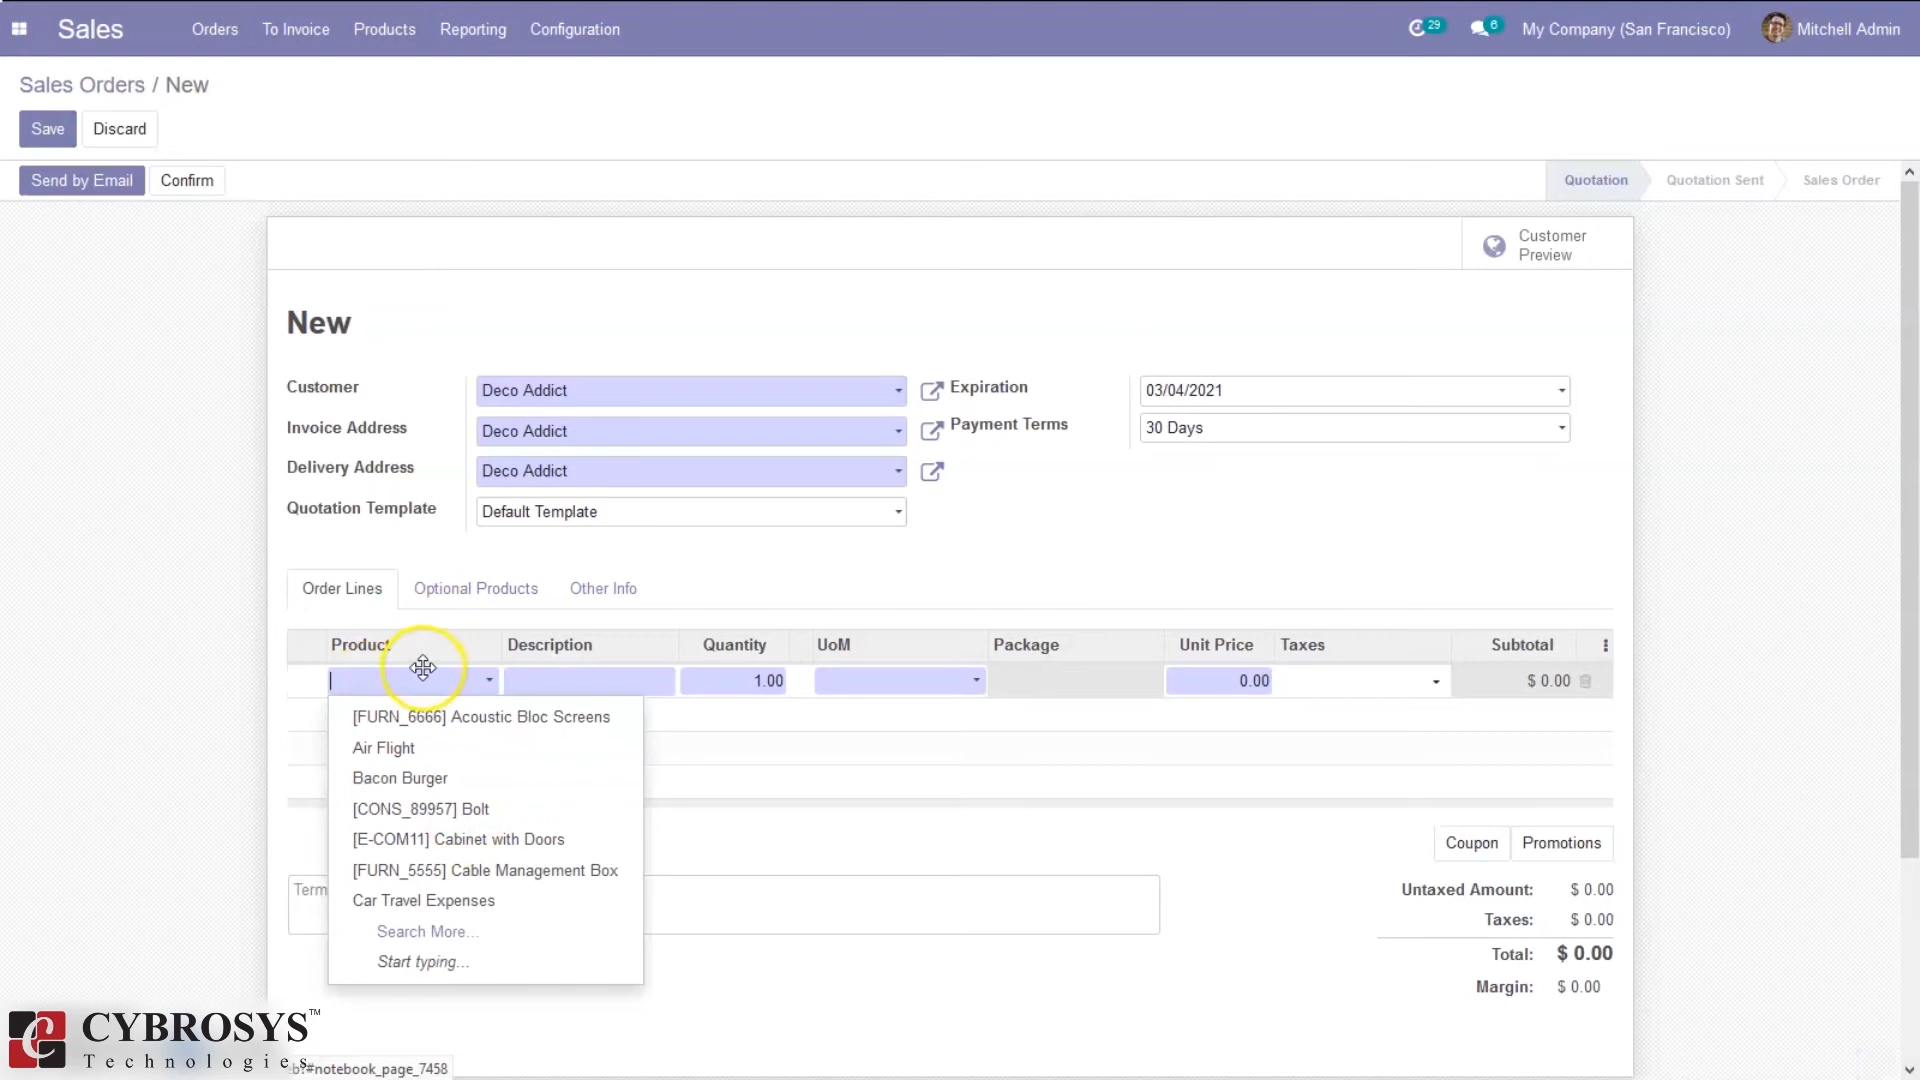 Sales
Orders
To Invoice
Products
Reporting
Configuration
29
6
My Company (San Francisco)
Mitchell Admin
Sales Orders / New
Save
Discard
Send by Email
Confirm
Quotation
Quotation Sent
Sales Order
Customer
Preview
New
Customer
Deco Addict
Expiration
03/04/2021
Invoice Address
Deco Addict
Payment Terms
30 Days
Delivery Address
Deco Addict
Quotation Template
Default Template
Order Lines
Optional Products
Other Info
Product
Description
Quantity
UoM
Package
Unit Price
Taxes
Subtotal
1.00
0.00
$ 0.00
[FURN_6666] Acoustic Bloc Screens
Air Flight
Bacon Burger
[CONS_89957] Bolt
[E-COM11] Cabinet with Doors
[FURN_5555] Cable Management Box
Car Travel Expenses
Search More...
Start typing...
Coupon
Promotions
Term
Untaxed Amount: $ 0.00
Taxes: $ 0.00
Total: $ 0.00
Margin: $ 0.00
CYBROSYS™
Technologies
#notebook_page_7458